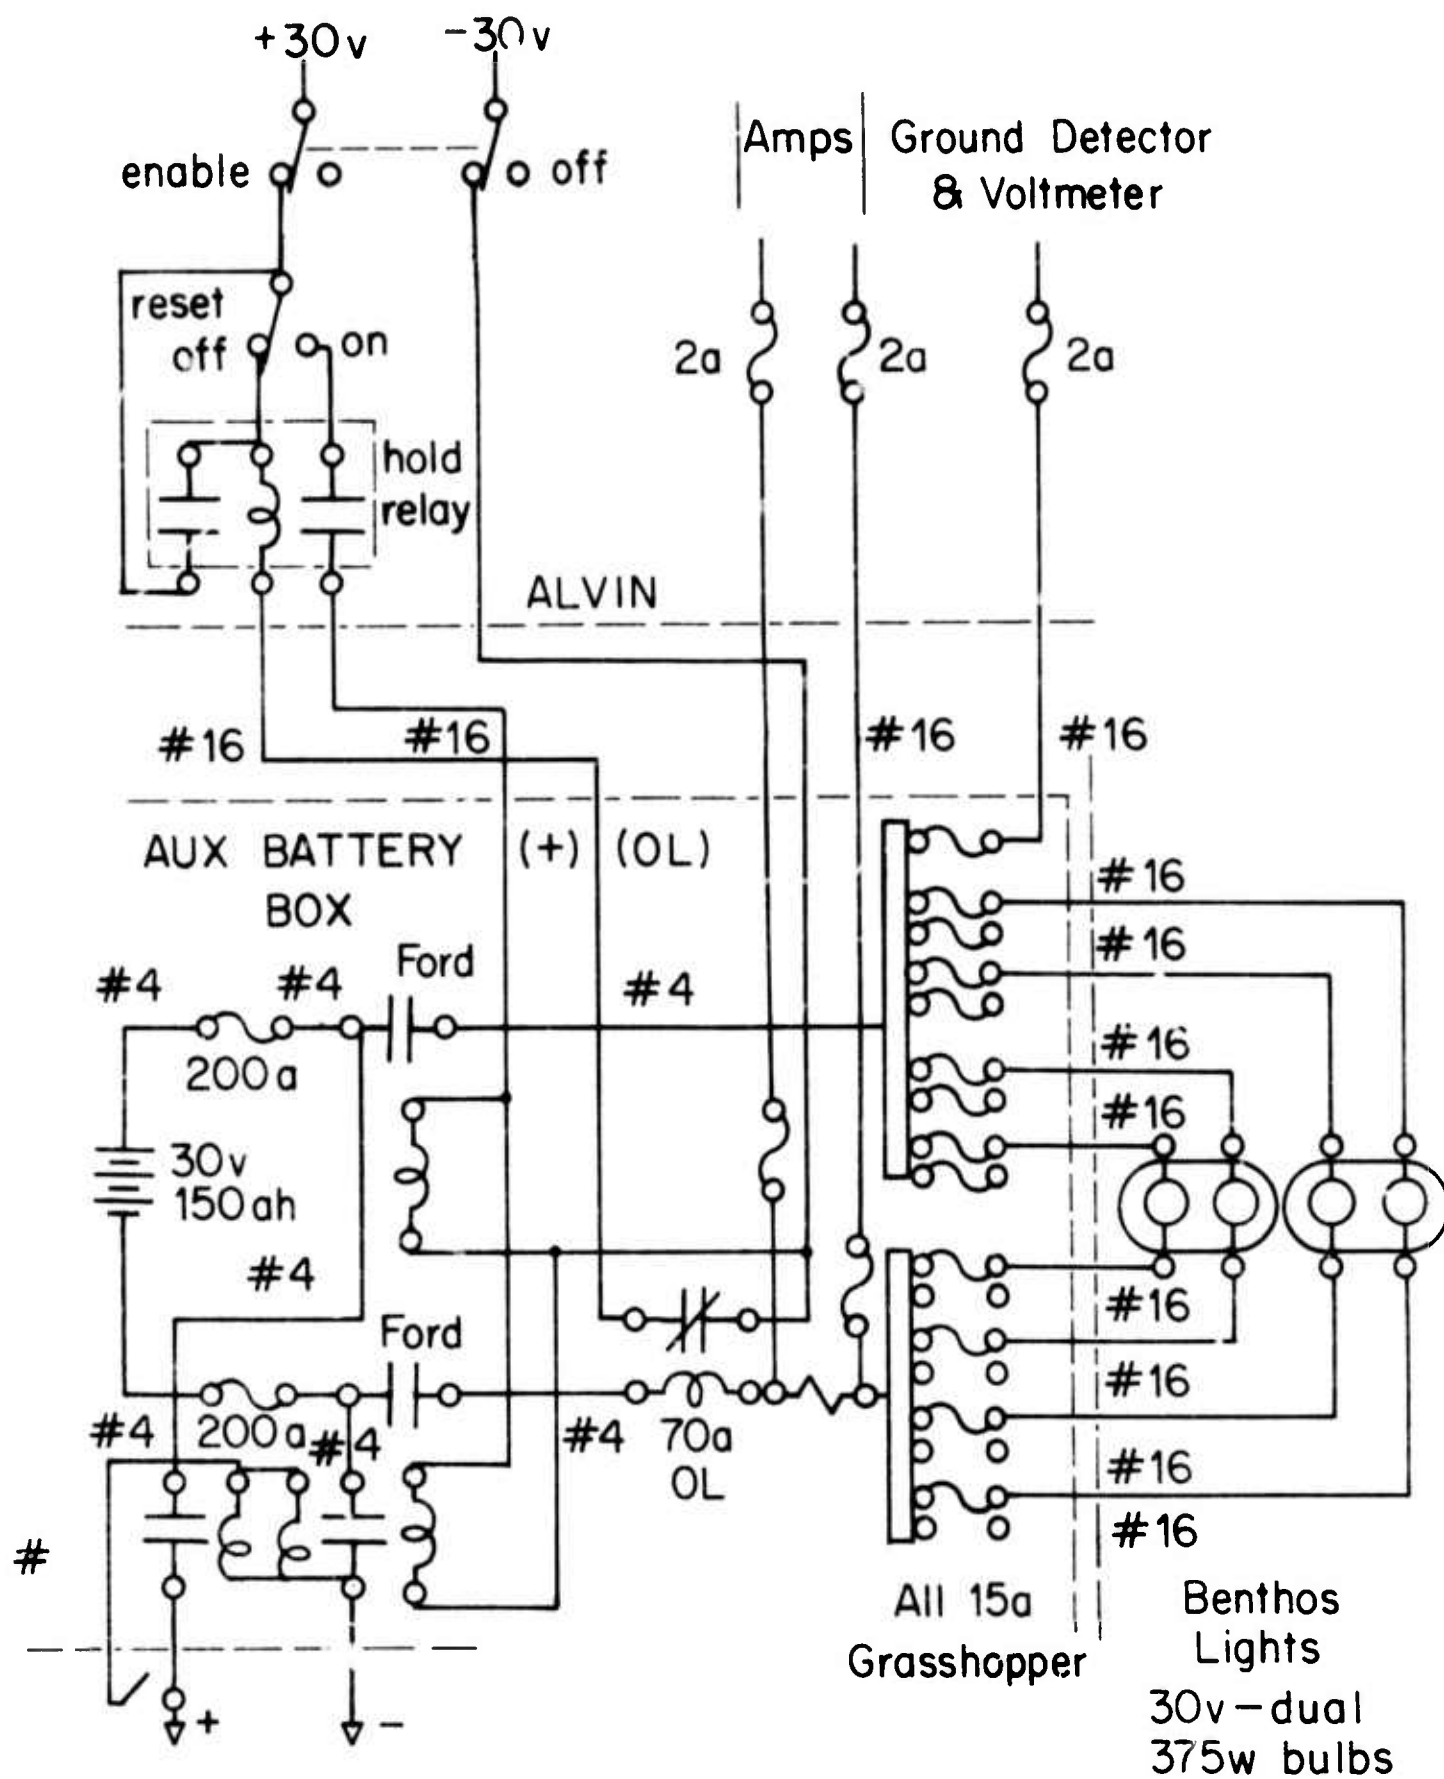 +30v -30v
enable off
Amps Ground Detector
& Voltmeter
reset
off on
2a 2a 2a
hold
relay
ALVIN
#16 #16 #16 #16
AUX BATTERY (+) (OL)
BOX
#16
#16
Ford
#4 #4 #4
200a
#16
#16
30v
150ah
#4
#16
Ford
#16
#4 200a #4 #4 70a
OL
#16
#16
#
All 15a
Grasshopper
Benthos
Lights
30v-dual
375w bulbs
+ -